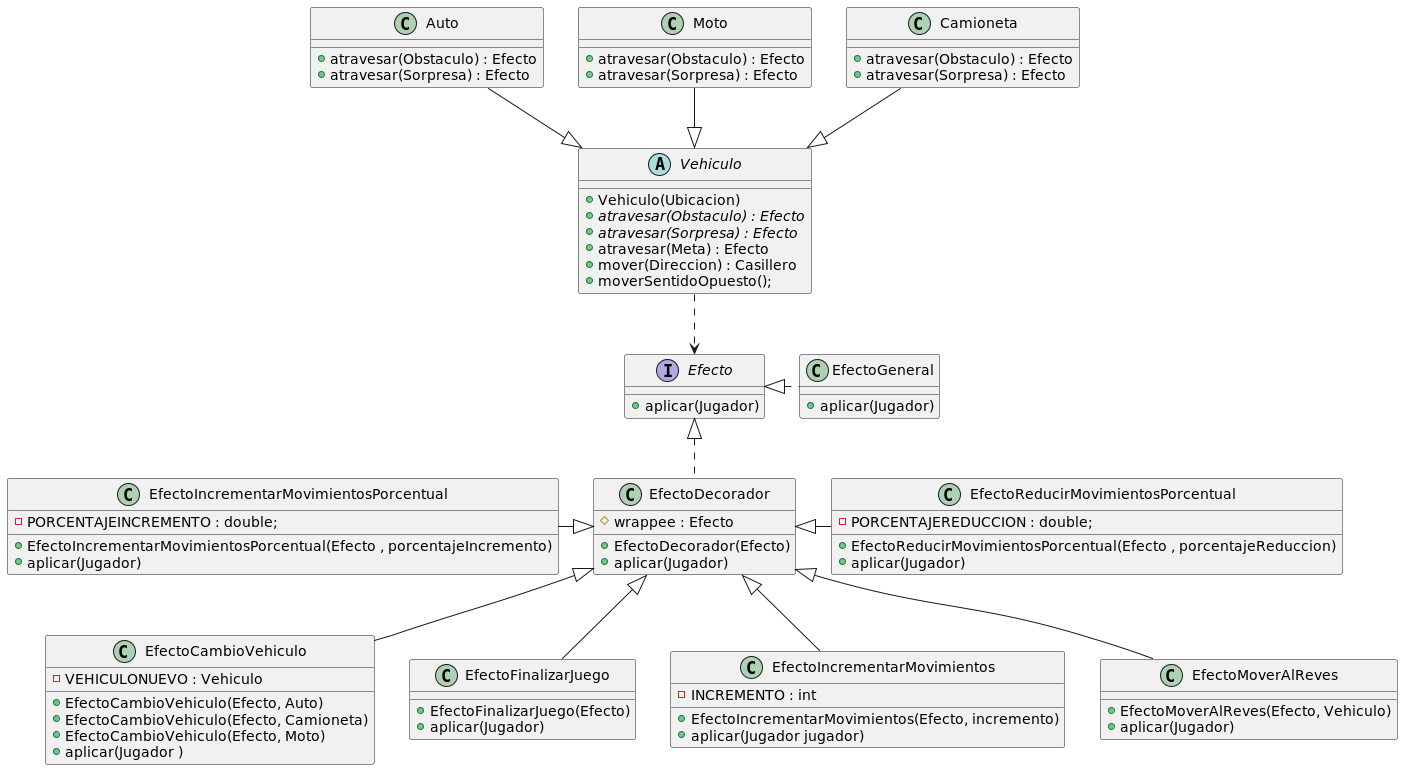 C Auto
+ atravesar(Obstaculo) : Efecto
+ atravesar(Sorpresa) : Efecto
C Moto
+ atravesar(Obstaculo) : Efecto
+ atravesar(Sorpresa) : Efecto
C Camioneta
+ atravesar(Obstaculo) : Efecto
+ atravesar(Sorpresa) : Efecto
A Vehiculo
Vehiculo(Ubicacion)
atravesar(Obstaculo) : Efecto
atravesar(Sorpresa) : Efecto
atravesar(Meta) : Efecto
mover(Direccion) : Casillero
moverSentidoOpuesto();
I Efecto
aplicar(Jugador)
C EfectoGeneral
aplicar(Jugador)
C EfectoIncrementarMovimientosPorcentual
PORCENTAJEINCREMENTO : double;
EfectoIncrementarMovimientosPorcentual(Efecto , porcentajeIncremento)
aplicar(Jugador)
C EfectoDecorador
wrappee : Efecto
EfectoDecorador(Efecto)
aplicar(Jugador)
C EfectoReducirMovimientosPorcentual
PORCENTAJEREDUCCION : double;
EfectoReducirMovimientosPorcentual(Efecto , porcentajeReduccion)
aplicar(Jugador)
C EfectoCambioVehiculo
VEHICULONUEVO : Vehiculo
EfectoCambioVehiculo(Efecto, Auto)
EfectoCambioVehiculo(Efecto, Camioneta)
EfectoCambioVehiculo(Efecto, Moto)
aplicar(Jugador )
C EfectoFinalizarJuego
EfectoFinalizarJuego(Efecto)
aplicar(Jugador)
C EfectoIncrementarMovimientos
INCREMENTO : int
EfectoIncrementarMovimientos(Efecto, incremento)
aplicar(Jugador jugador)
C EfectoMoverAlReves
EfectoMoverAlReves(Efecto, Vehiculo)
aplicar(Jugador)